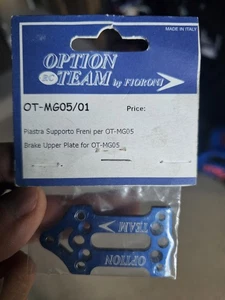 MADE IN ITALY
OPTION
RC TEAM by FIORONI
OT-MG05/01 Price:
Piastra Supporto Freni per OT-MG05
Brake Upper Plate for OT-MG05
TEAM
OPTION